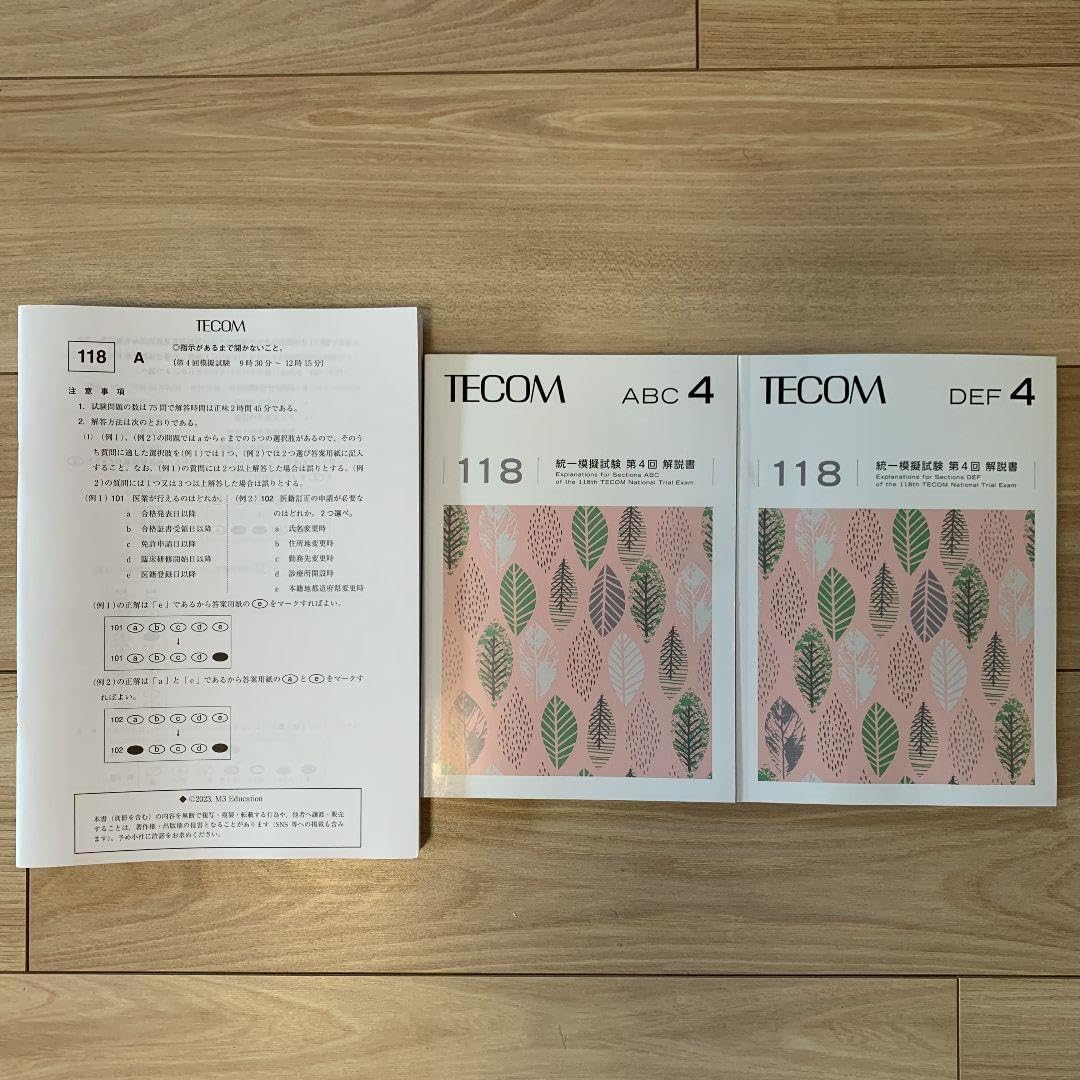 TECOM
118 A
◎指示があるまで開かないこと。
(第4回模擬試験 9時30分～12時15分)
注意事項
1. 試験問題の数は75問で解答時間は正味2時間45分である。
2. 解答方法は次のとおりである。
(1) (例1)、(例2)の問題ではaからeまでの5つの選択肢があるので、そのう
ち質問に適した選択肢を(例1)では1つ、(例2)では2つ選び答案用紙に記入
すること。なお、(例1)の質問には2つ以上解答した場合は誤りとする。(例
2)の質問には1つ又は3つ以上解答した場合は誤りとする。
(例1) 101 医業が行えるのはどれか。
a 合格発表日以降
b 合格証書受領日以降
c 免許申請日以降
d 臨床研修開始日以降
e 医籍登録日以降
(例2) 102 医籍訂正の申請が必要な
のはどれか。2つ選べ。
a 氏名変更時
b 住所地変更時
c 勤務先変更時
d 診療所開設時
e 本籍地都道府県変更時
(例1)の正解は「e」であるから答案用紙のⓔをマークすればよい。
101 ⓐ ⓑ ⓒ ⓓ ⓔ
↓
101 ⓐ ⓑ ⓒ ⓓ ●
(例2)の正解は「a」と「e」であるから答案用紙のⓐとⓔをマークす
ればよい。
102 ⓐ ⓑ ⓒ ⓓ ⓔ
↓
102 ● ⓑ ⓒ ⓓ ●
◆ ©2023, M3 Education
本書(別冊を含む)の内容を無断で複写・複製・転載する行為や、他者へ譲渡・販売
することは、著作権・出版権の侵害となることがあります(SNS等への掲載も含み
ます)。予め小社に許諾をお求めください。
TECOM
ABC 4
118
統一模擬試験 第4回 解説書
Explanations for Sections ABC
of the 118th TECOM National Trial Exam
TECOM
DEF 4
118
統一模擬試験 第4回 解説書
Explanations for Sections DEF
of the 118th TECOM National Trial Exam